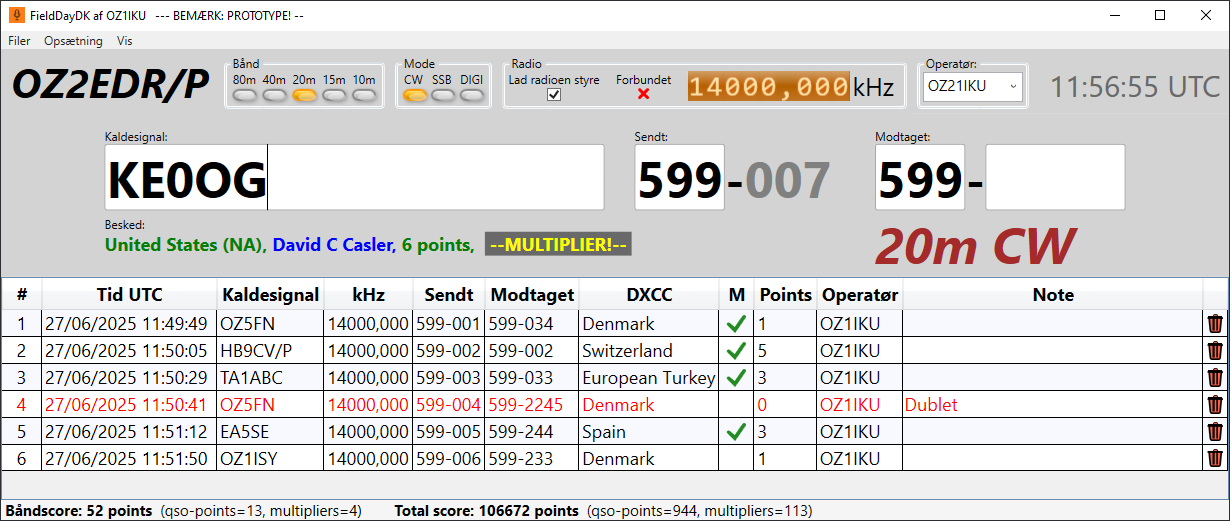 FieldDayDK af OZ1IKU --- BEMÆRK: PROTOTYPE! --
Filer Opsætning Vis
OZ2EDR/P
Bånd
80m 40m 20m 15m 10m
Mode
CW SSB DIGI
Radio
Lad radioen styre Forbundet
14000,000 kHz
Operatør:
OZ21IKU
11:56:55 UTC
Kaldesignal: Sendt: Modtaget:
KE0OG 599-007 599-
Besked:
United States (NA), David C Casler, 6 points, --MULTIPLIER!--
20m CW
# Tid UTC Kaldesignal kHz Sendt Modtaget DXCC M Points Operatør Note
1 27/06/2025 11:49:49 OZ5FN 14000,000 599-001 599-034 Denmark 1 OZ1IKU
2 27/06/2025 11:50:05 HB9CV/P 14000,000 599-002 599-002 Switzerland 5 OZ1IKU
3 27/06/2025 11:50:29 TA1ABC 14000,000 599-003 599-033 European Turkey 3 OZ1IKU
4 27/06/2025 11:50:41 OZ5FN 14000,000 599-004 599-2245 Denmark 0 OZ1IKU Dublet
5 27/06/2025 11:51:12 EA5SE 14000,000 599-005 599-244 Spain 3 OZ1IKU
6 27/06/2025 11:51:50 OZ1ISY 14000,000 599-006 599-233 Denmark 1 OZ1IKU
Båndscore: 52 points (qso-points=13, multipliers=4) Total score: 106672 points (qso-points=944, multipliers=113)